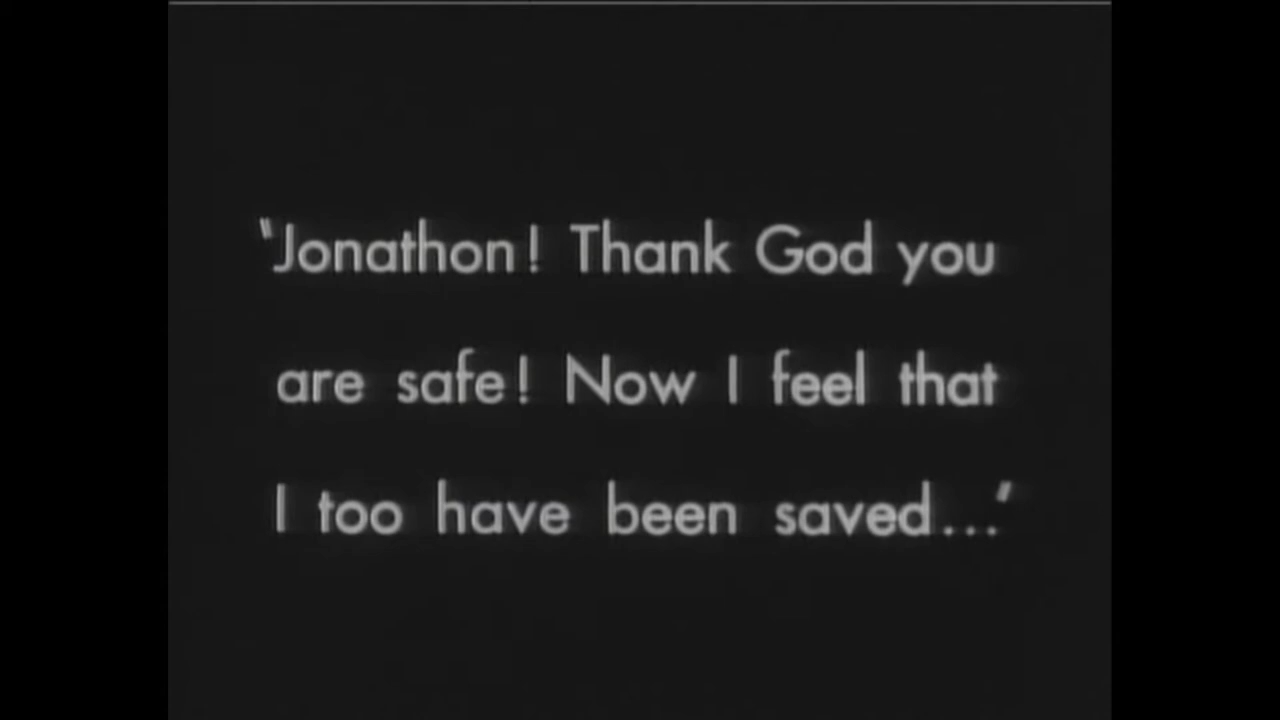 ‟Jonathon! Thank God you
are safe! Now I feel that
I too have been saved...”